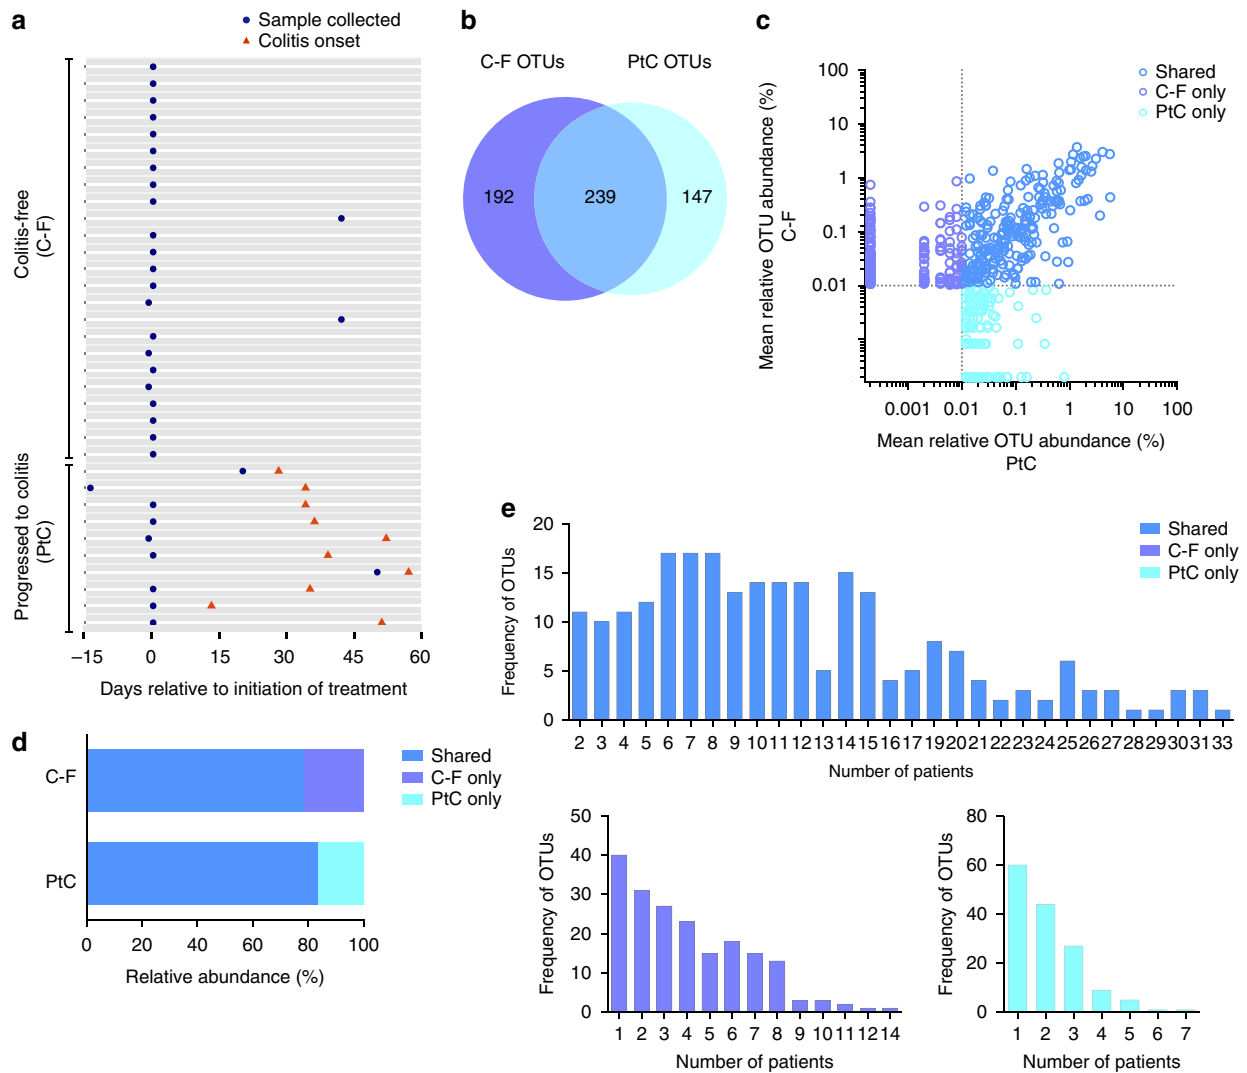 a
Sample collected
Colitis onset
Colitis-free
(C-F)
Progressed to colitis
(PtC)
−15 0 15 30 45 60
Days relative to initiation of treatment
b
C-F OTUs PtC OTUs
192 239 147
c
Shared
C-F only
PtC only
Mean relative OTU abundance (%)
C-F
100
10
1
0.1
0.01
0.001 0.01 0.1 1 10 100
Mean relative OTU abundance (%)
PtC
d
Shared
C-F only
PtC only
C-F
PtC
0 20 40 60 80 100
Relative abundance (%)
e
Shared
C-F only
PtC only
Frequency of OTUs
20
15
10
5
0
2 3 4 5 6 7 8 9 10 11 12 13 14 15 16 17 19 20 21 22 23 24 25 26 27 28 29 30 31 33
Number of patients
Frequency of OTUs
50
40
30
20
10
0
1 2 3 4 5 6 7 8 9 10 11 12 14
Number of patients
Frequency of OTUs
80
60
40
20
0
1 2 3 4 5 6 7
Number of patients